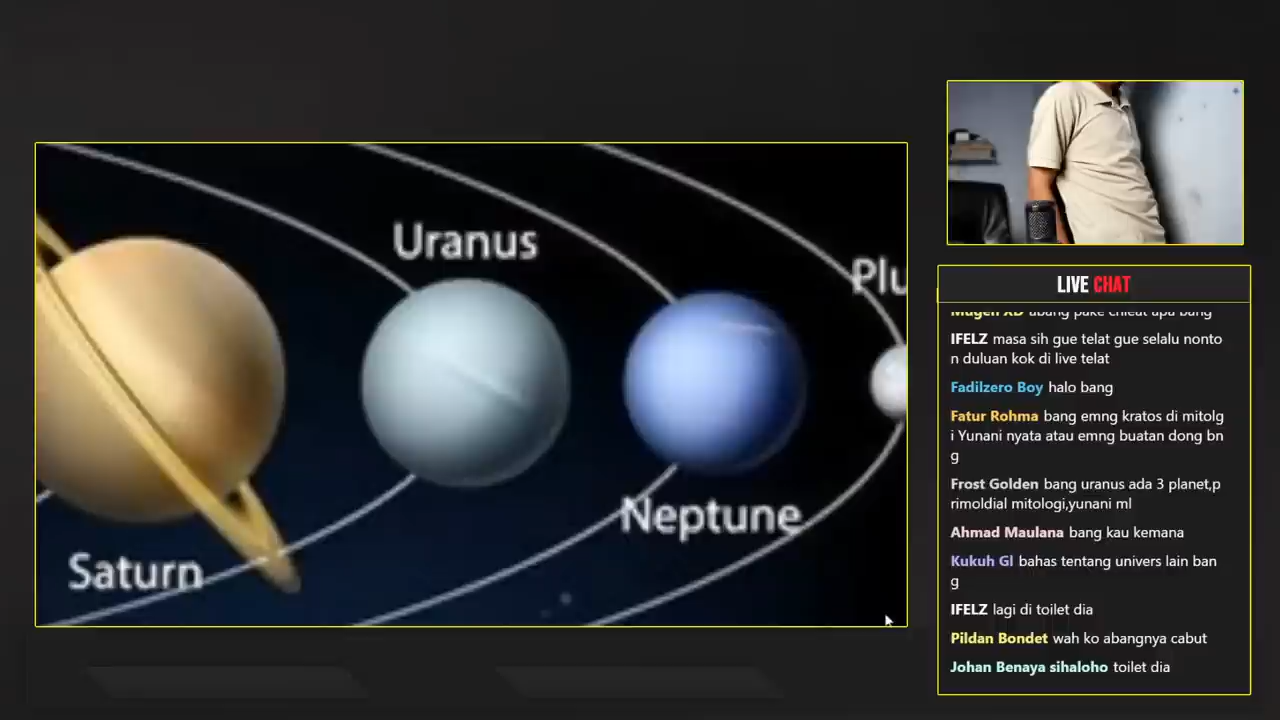 Uranus
Plu
Neptune
Saturn
LIVE CHAT
Mugen XD abang pake chieat apa bang
IFELZ masa sih gue telat gue selalu nonto
n duluan kok di live telat
Fadilzero Boy halo bang
Fatur Rohma bang emng kratos di mitolg
i Yunani nyata atau emng buatan dong bn
g
Frost Golden bang uranus ada 3 planet,p
rimoldial mitologi,yunani ml
Ahmad Maulana bang kau kemana
Kukuh Gl bahas tentang univers lain ban
g
IFELZ lagi di toilet dia
Pildan Bondet wah ko abangnya cabut
Johan Benaya sihaloho toilet dia